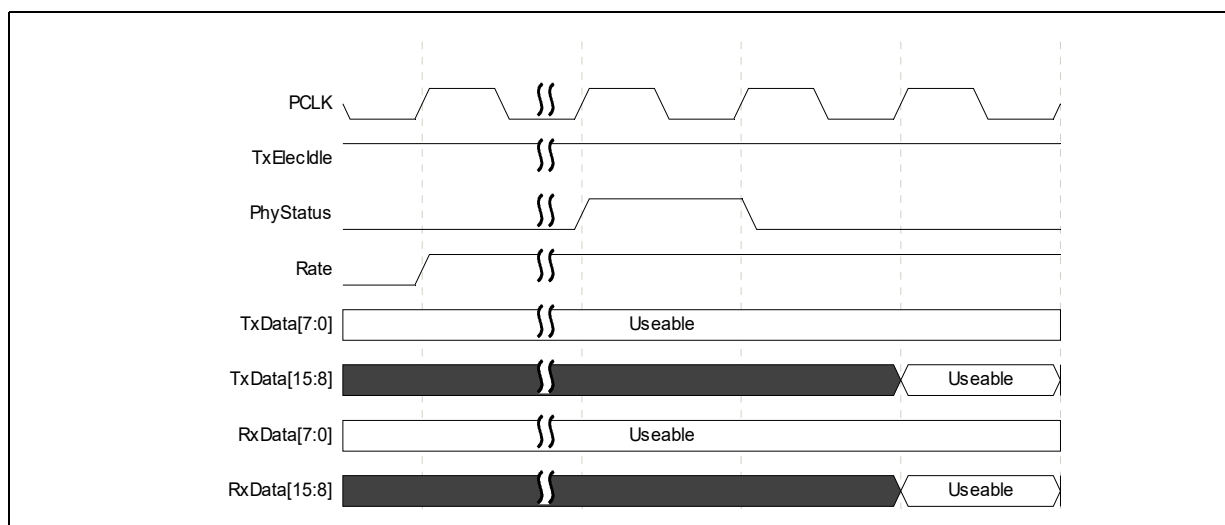 PCLK
TxElecIdle
PhyStatus
Rate
TxData[7:0] Useable
TxData[15:8] Useable
RxData[7:0] Useable
RxData[15:8] Useable